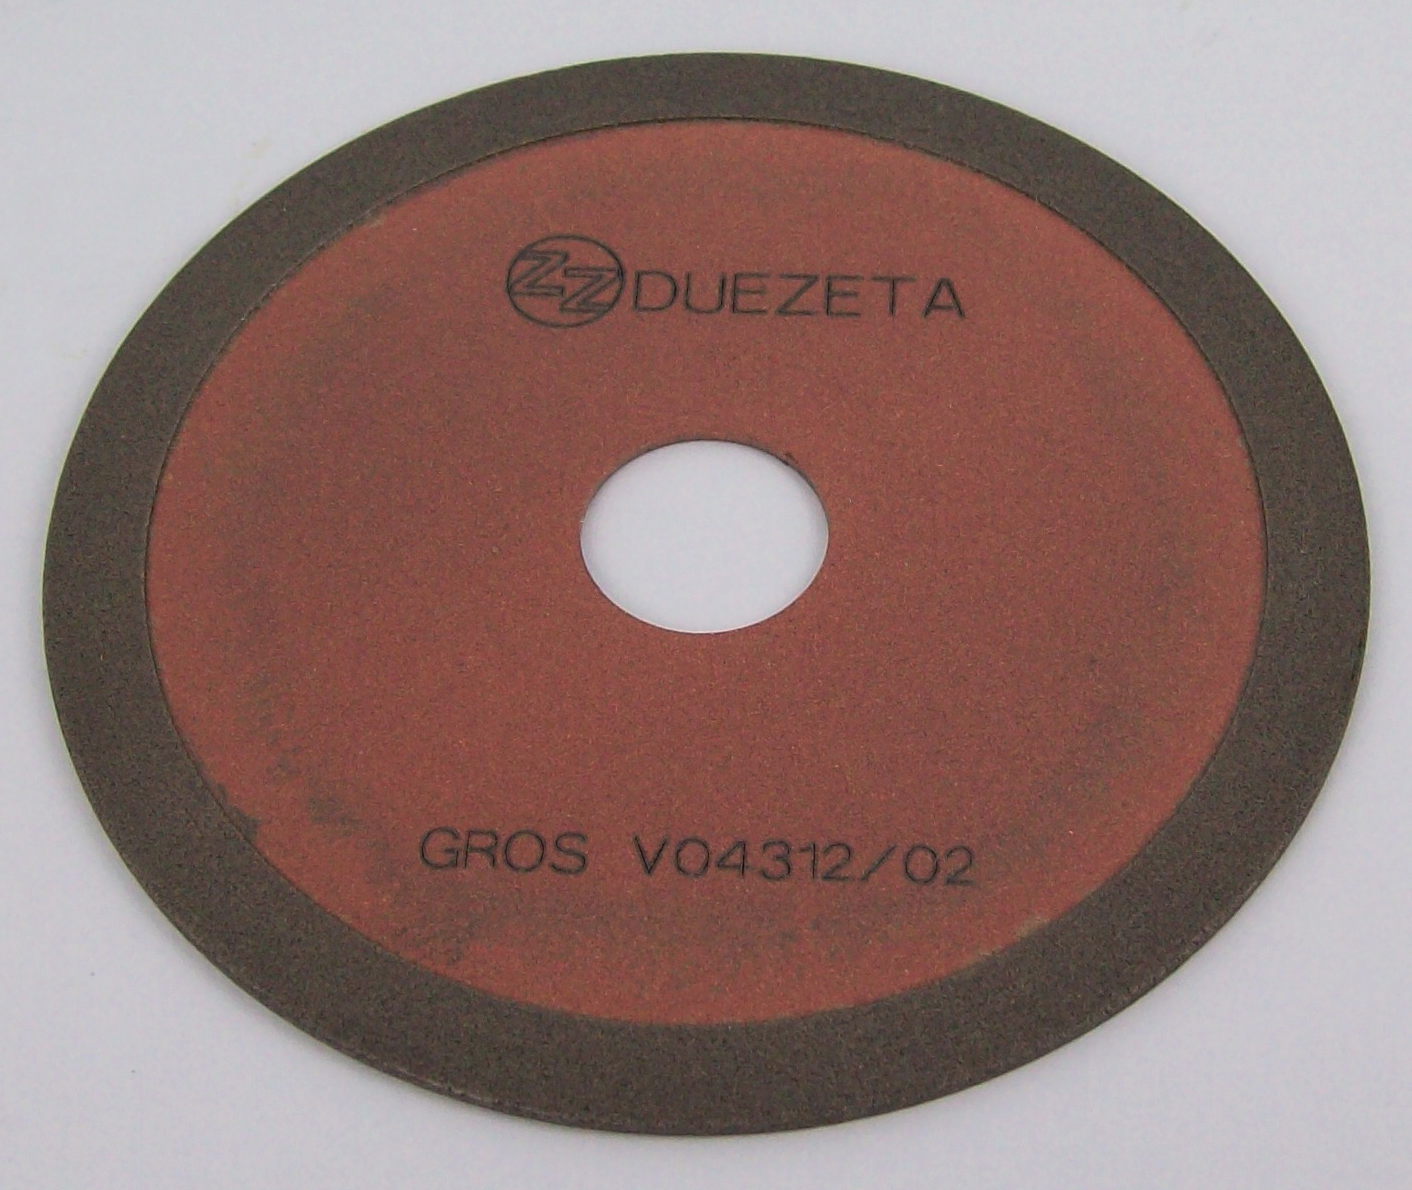 ZZ DUEZETA
GROS V04312/02